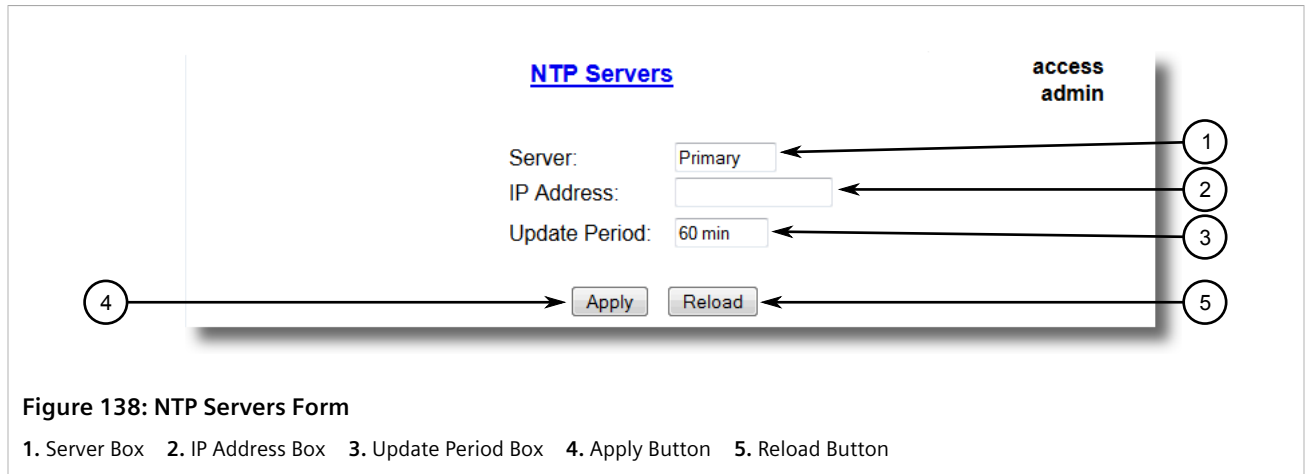 NTP Servers
access
admin
Server: Primary 1
IP Address: 2
Update Period: 60 min 3
4 Apply Reload 5
Figure 138: NTP Servers Form
1. Server Box 2. IP Address Box 3. Update Period Box 4. Apply Button 5. Reload Button